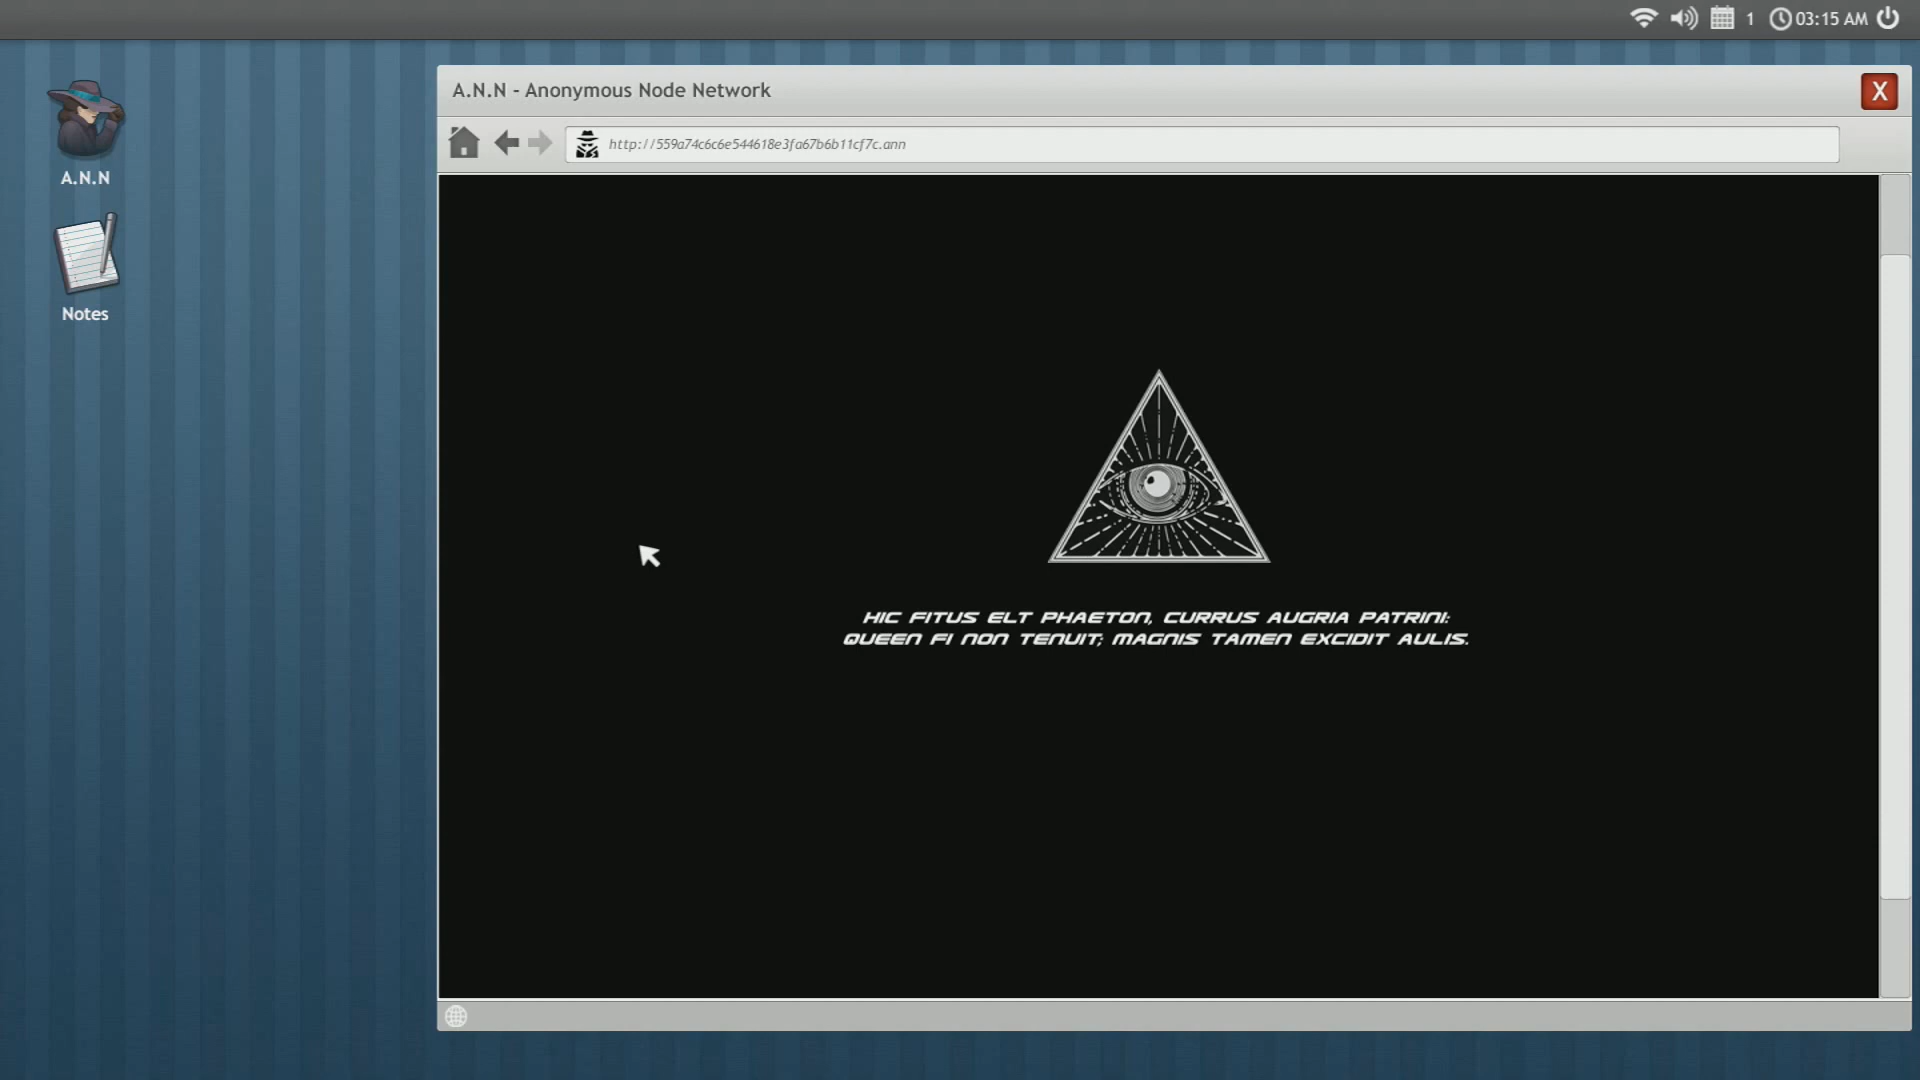 1
03:15 AM
A.N.N - Anonymous Node Network
X
http://559a74c6c6e544618e3fa67b6b11cf7c.ann
A.N.N
Notes
HIC FITUS ELT PHAETON, CURRUS AUGRIA PATRINI:
QUEEN FI NON TENUIT; MAGNIS TAMEN EXCIDIT AULIS.